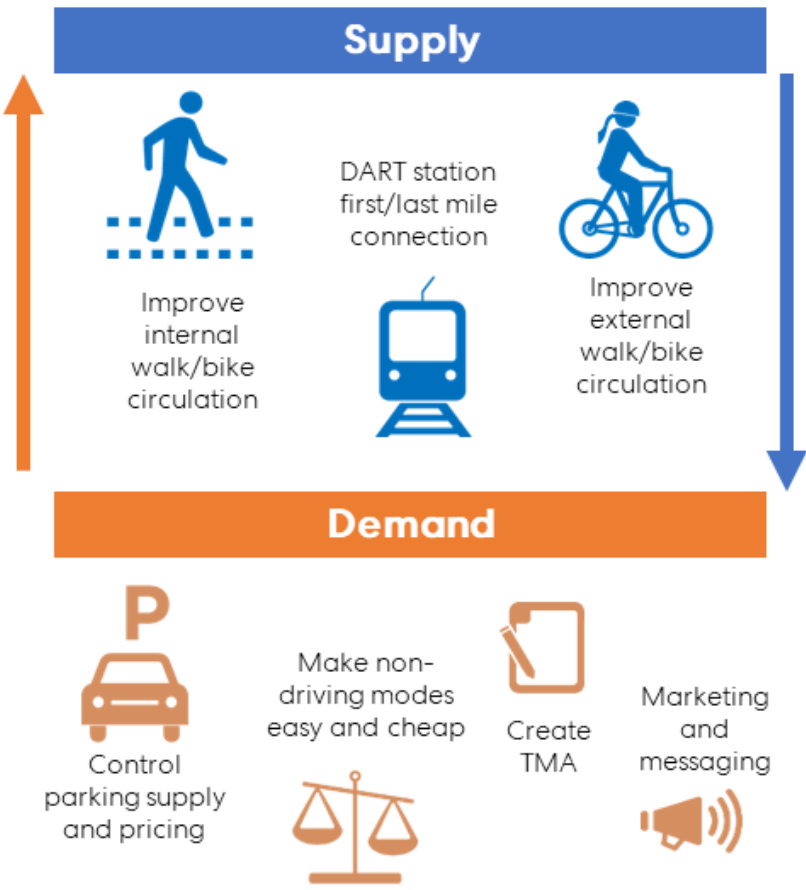 Supply
Improve
internal
walk/bike
circulation
DART station
first/last mile
connection
Improve
external
walk/bike
circulation
Demand
P
Control
parking supply
and pricing
Make non-
driving modes
easy and cheap
Create
TMA
Marketing
and
messaging